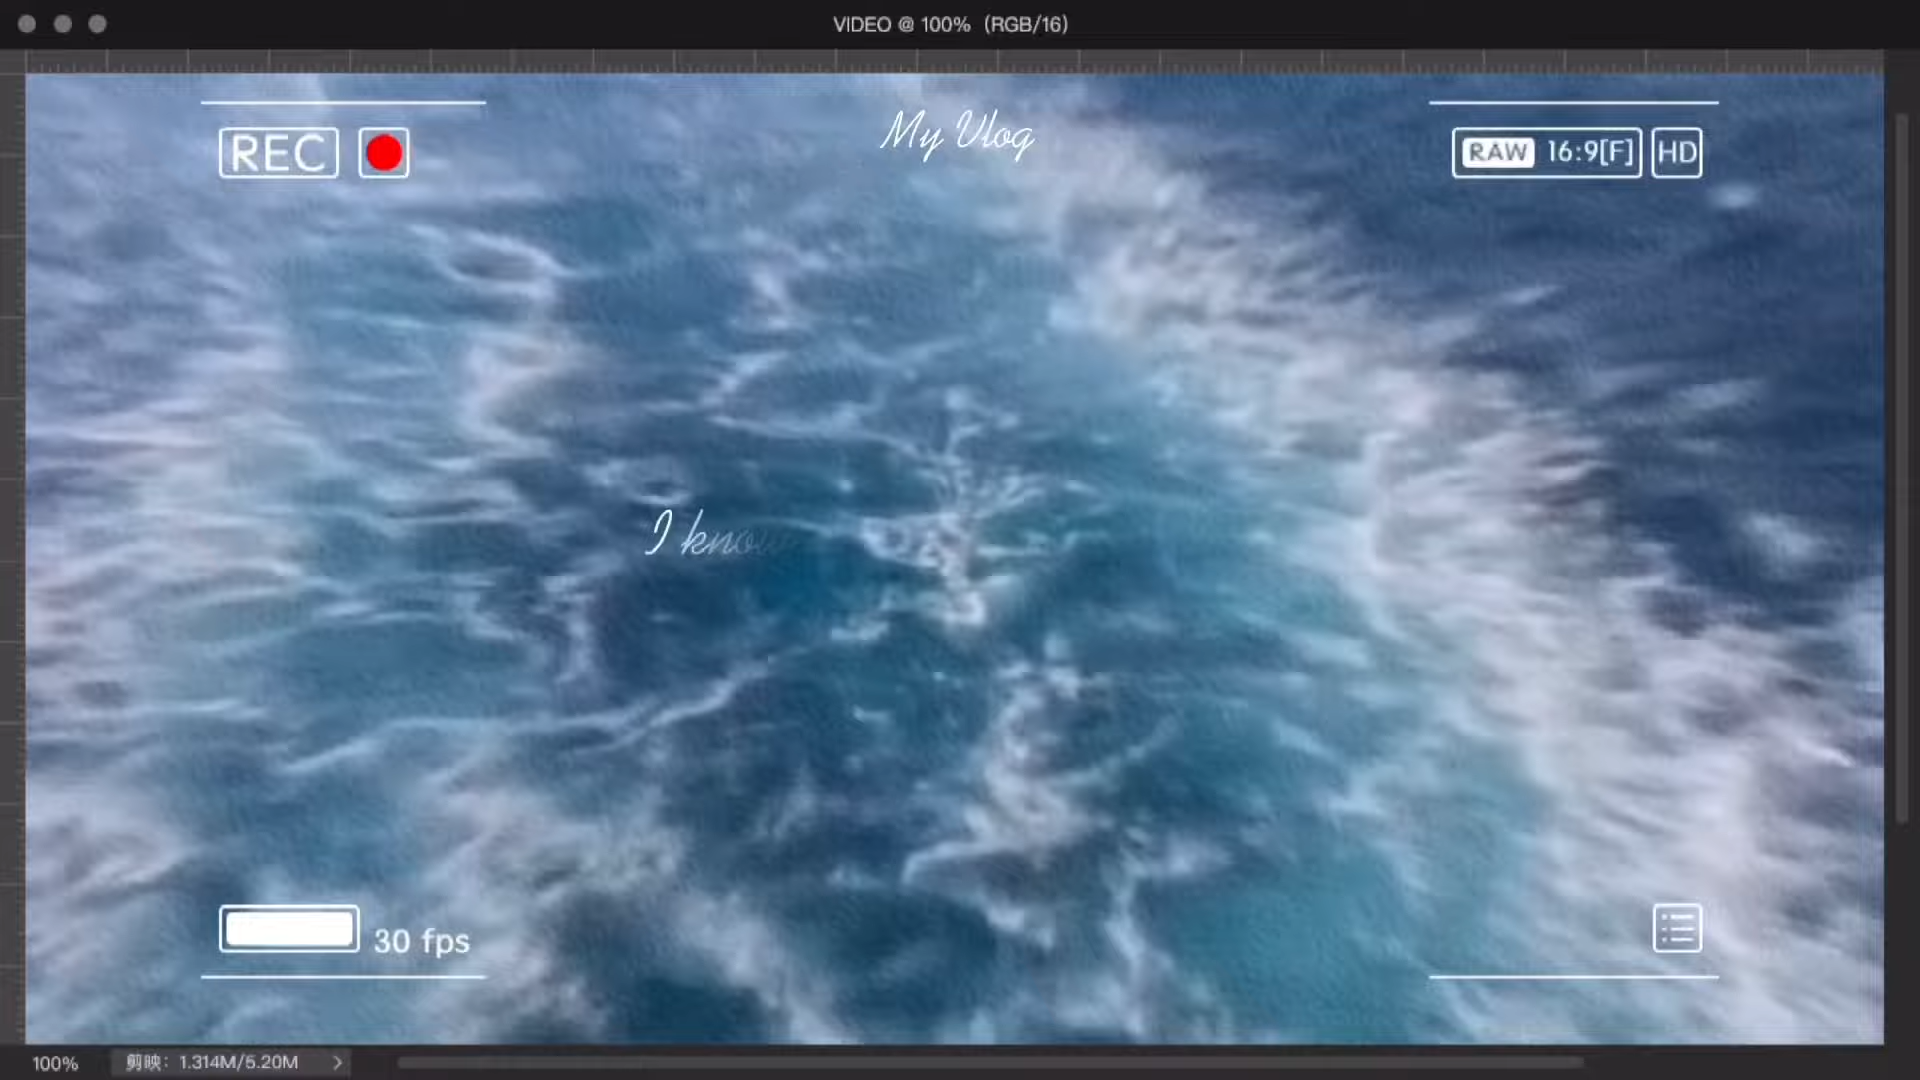 VIDEO @ 100% (RGB/16)
My Vlog
REC
RAW 16:9[F] HD
I know
30 fps
100%
剪映: 1.314M/5.20M